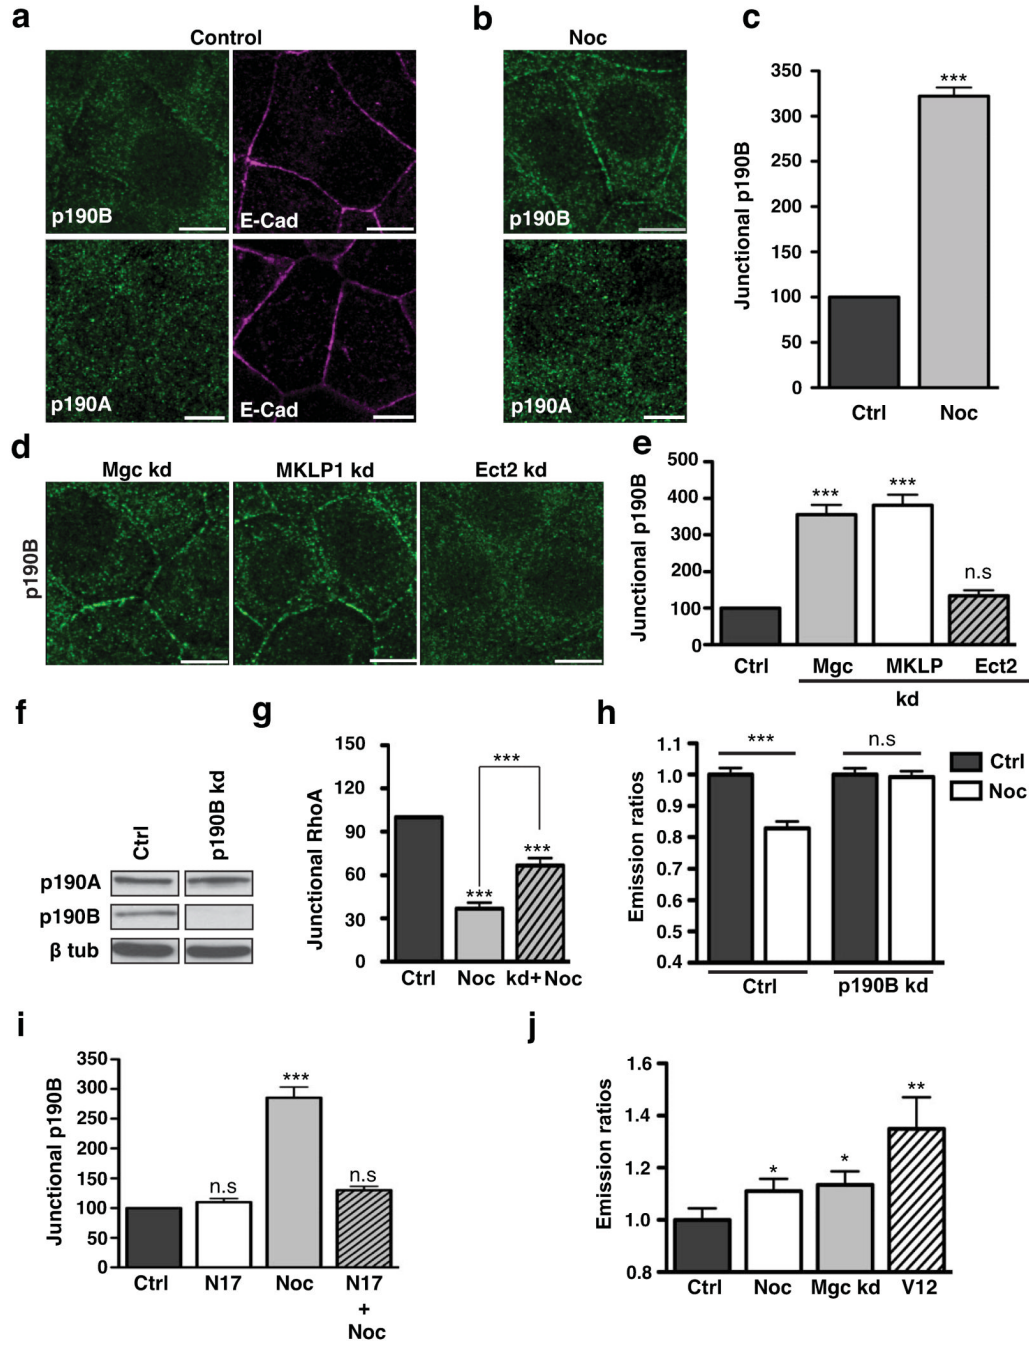 a
Control
p190B
E-Cad
p190A
E-Cad
b
Noc
p190B
p190A
c
Junctional p190B
350
300
250
200
150
100
50
0
***
Ctrl
Noc
d
Mgc kd
MKLP1 kd
Ect2 kd
p190B
e
Junctional p190B
500
400
300
200
100
0
***
***
n.s
Ctrl
Mgc
MKLP
Ect2
kd
f
Ctrl
p190B kd
p190A
p190B
β tub
g
Junctional RhoA
150
120
90
60
30
0
***
***
***
Ctrl
Noc
kd+Noc
h
Emission ratios
1.1
1.0
0.9
0.8
0.7
0.6
0.5
0.4
***
n.s
Ctrl
Noc
Ctrl
p190B kd
i
Junctional p190B
350
300
250
200
150
100
50
0
n.s
***
n.s
Ctrl
N17
Noc
N17
+
Noc
j
Emission ratios
1.6
1.4
1.2
1.0
0.8
*
*
**
Ctrl
Noc
Mgc kd
V12